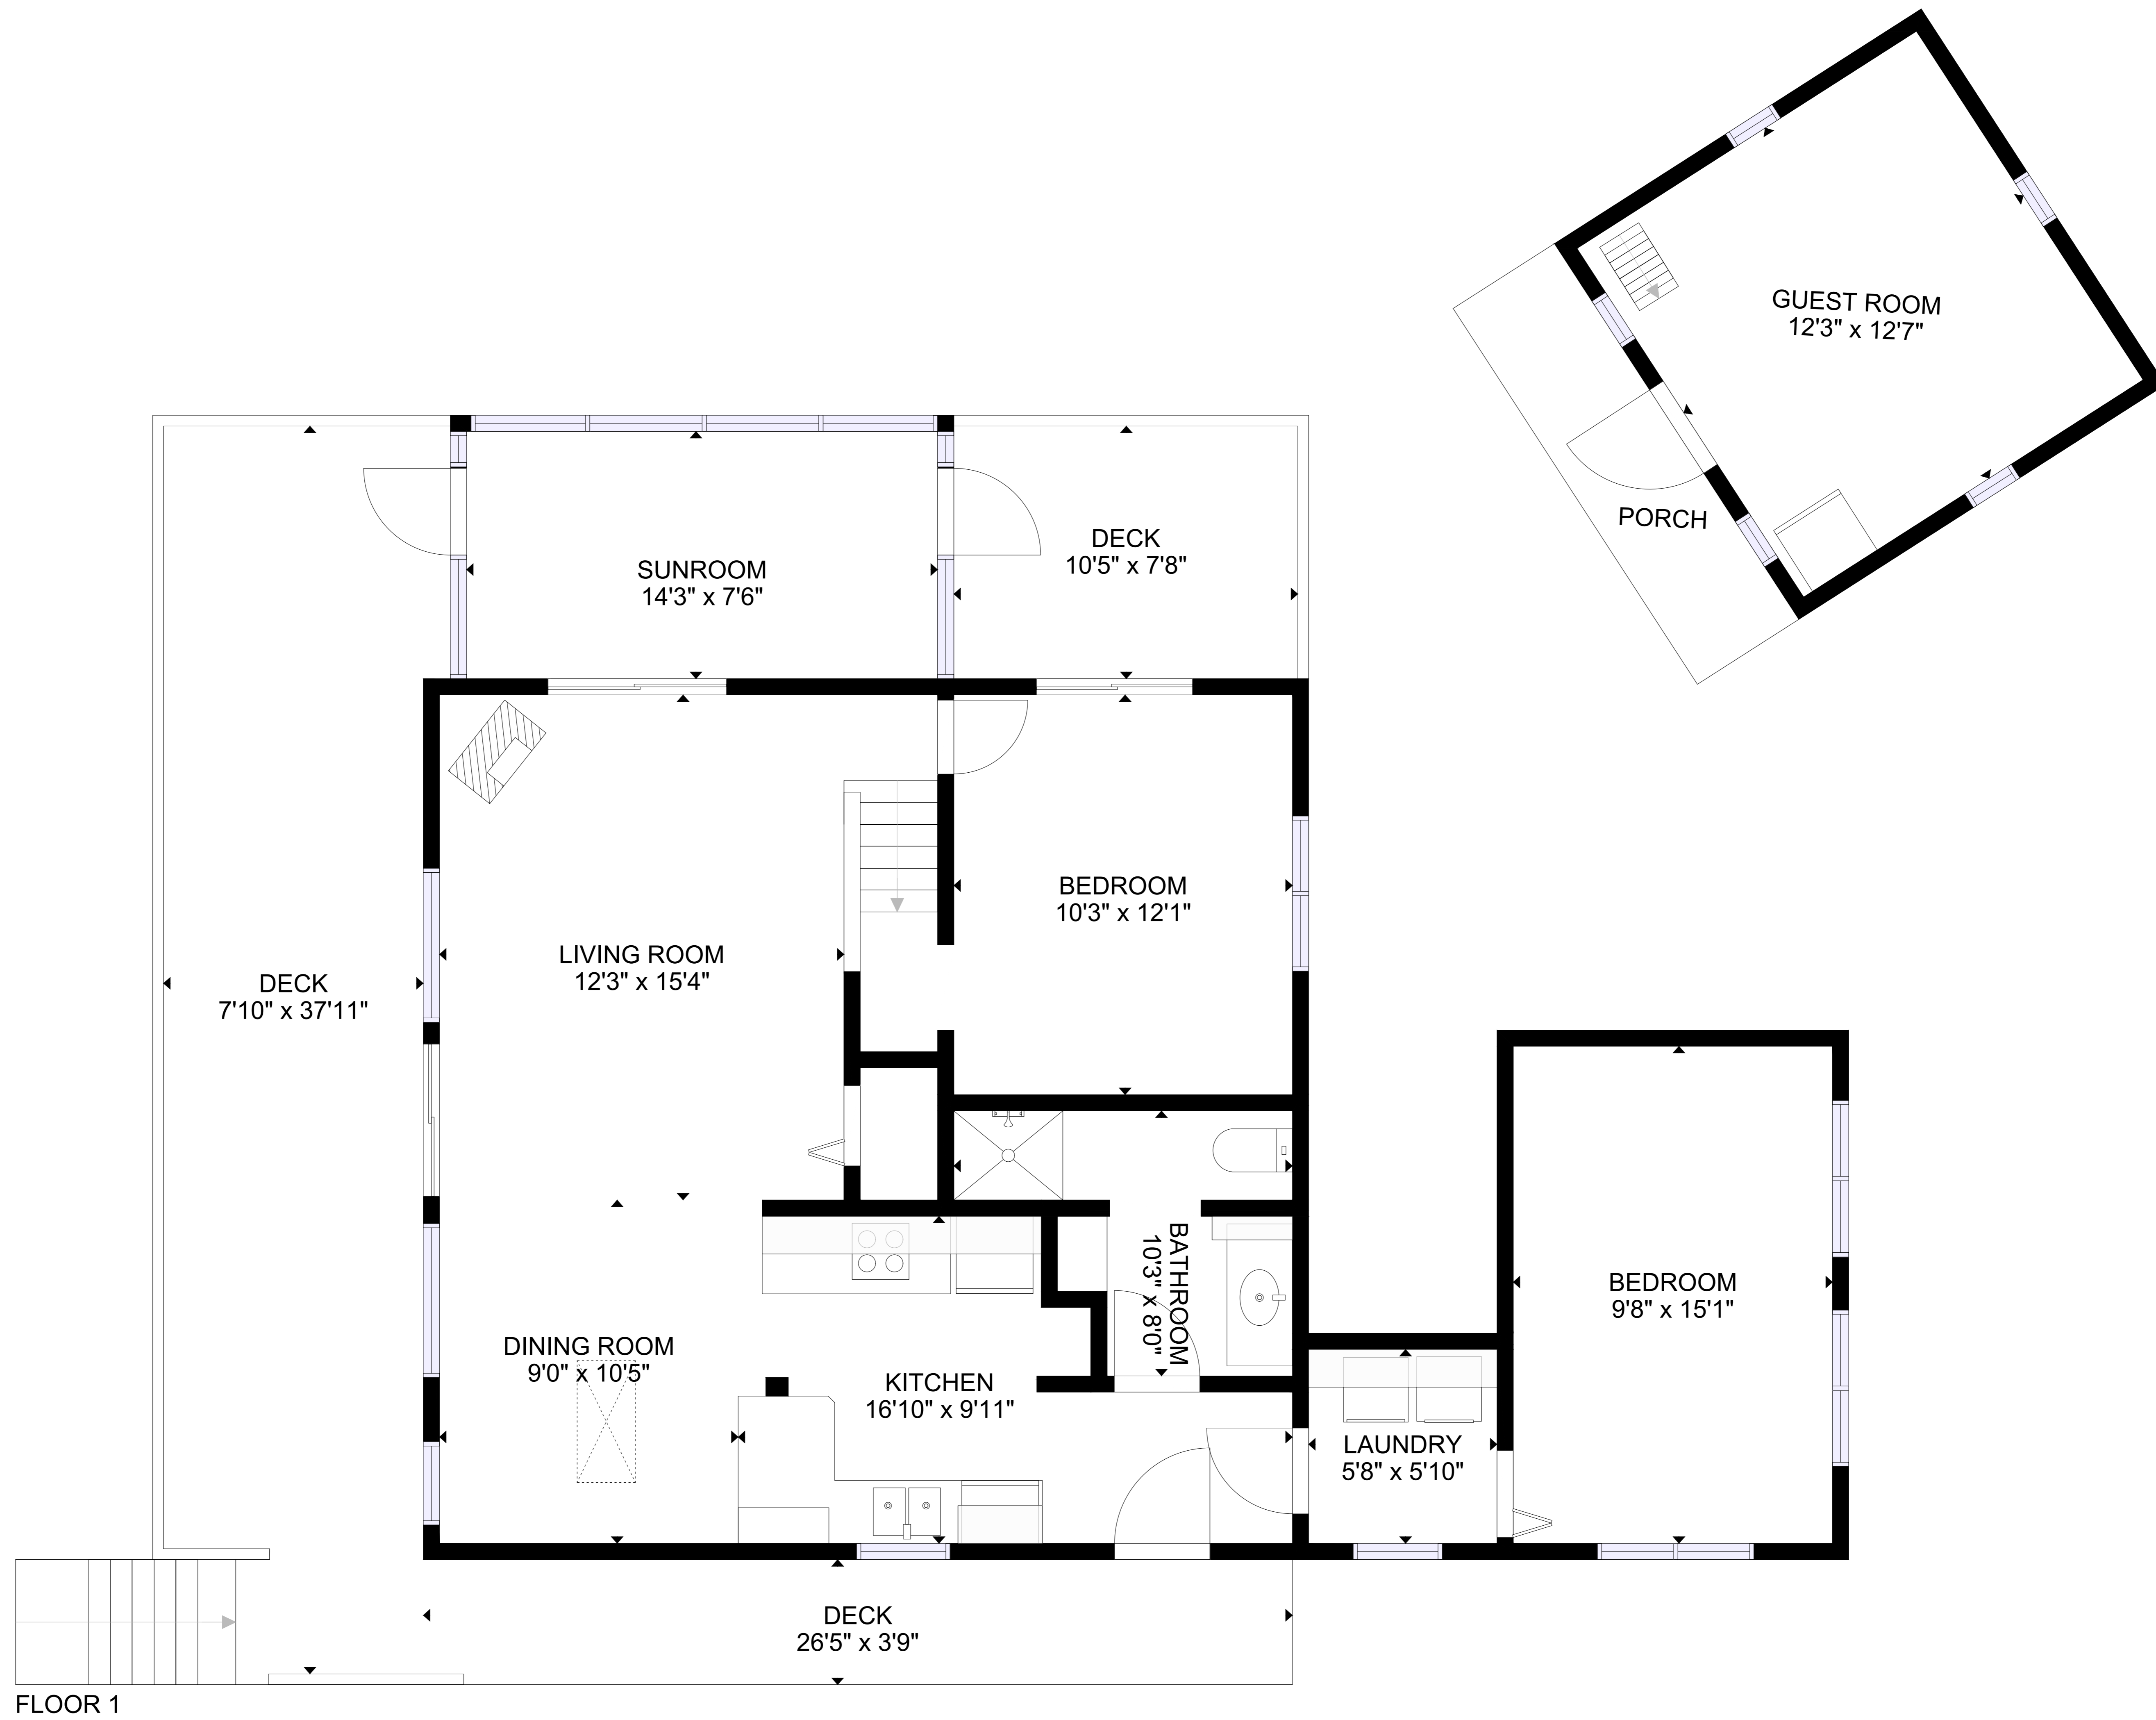 GUEST ROOM
12'3" x 12'7"
PORCH
DECK
10'5" x 7'8"
SUNROOM
14'3" x 7'6"
BEDROOM
10'3" x 12'1"
LIVING ROOM
12'3" x 15'4"
DECK
7'10" x 37'11"
BATHROOM
10'3" x 8'0"
BEDROOM
9'8" x 15'1"
DINING ROOM
9'0" x 10'5"
KITCHEN
16'10" x 9'11"
LAUNDRY
5'8" x 5'10"
DECK
26'5" x 3'9"
FLOOR 1